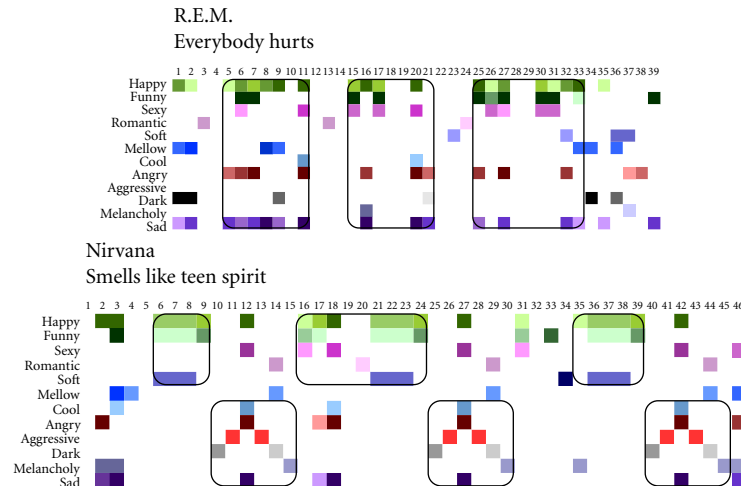 R.E.M.
Everybody hurts
1 2 3 4 5 6 7 8 9 10 11 12 13 14 15 16 17 18 19 20 21 22 23 24 25 26 27 28 29 30 31 32 33 34 35 36 37 38 39
Happy
Funny
Sexy
Romantic
Soft
Mellow
Cool
Angry
Aggressive
Dark
Melancholy
Sad
Nirvana
Smells like teen spirit
1 2 3 4 5 6 7 8 9 10 11 12 13 14 15 16 17 18 19 20 21 22 23 24 25 26 27 28 29 30 31 32 33 34 35 36 37 38 39 40 41 42 43 44 45 46
Happy
Funny
Sexy
Romantic
Soft
Mellow
Cool
Angry
Aggressive
Dark
Melancholy
Sad